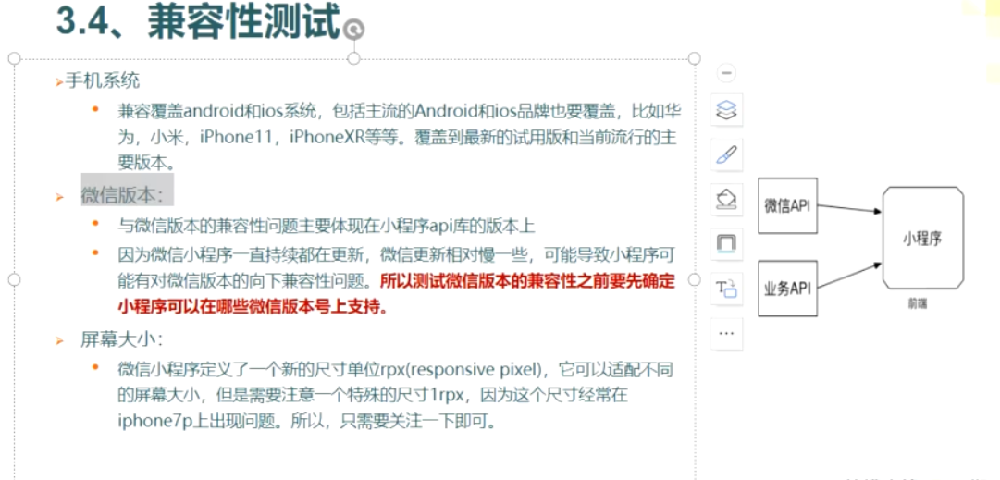 3.4、兼容性测试
手机系统
兼容覆盖android和ios系统，包括主流的Android和ios品牌也要覆盖，比如华
为，小米，iPhone11，iPhoneXR等等。覆盖到最新的试用版和当前流行的主
要版本。
微信版本：
与微信版本的兼容性问题主要体现在小程序api库的版本上
因为微信小程序一直持续都在更新，微信更新相对慢一些，可能导致小程序可
能有对微信版本的向下兼容性问题。所以测试微信版本的兼容性之前要先确定
小程序可以在哪些微信版本号上支持。
屏幕大小：
微信小程序定义了一个新的尺寸单位rpx(responsive pixel)，它可以适配不同
的屏幕大小，但是需要注意一个特殊的尺寸1rpx，因为这个尺寸经常在
iphone7p上出现问题。所以，只需要关注一下即可。
微信API
业务API
小程序
前端